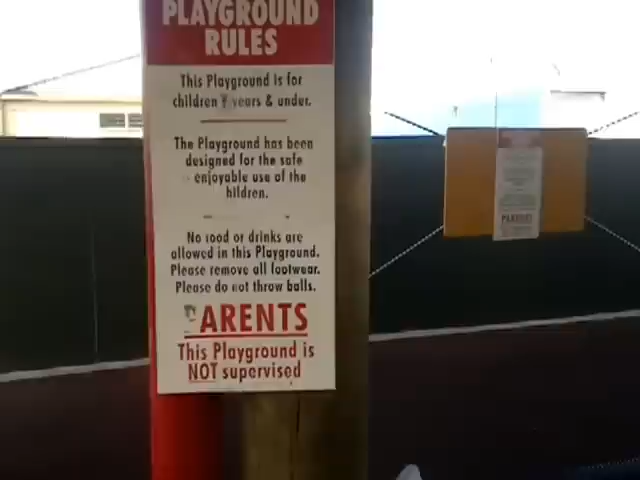 PLAYGROUND
RULES
This Playground is for
children years & under.
The Playground has been
designed for the safe
enjoyable use of the
hildren.
No food or drinks are
allowed in this Playground.
Please remove all footwear.
Please do not throw balls.
PARENTS
This Playground is
NOT supervised
PARENTS